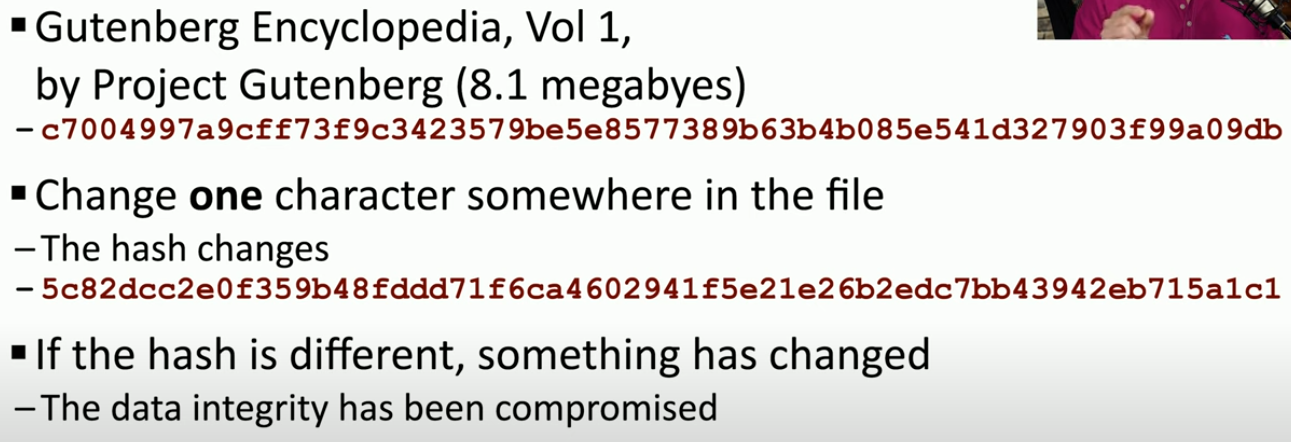 ▪ Gutenberg Encyclopedia, Vol 1,
by Project Gutenberg (8.1 megabyes)
– c7004997a9cff73f9c3423579be5e8577389b63b4b085e541d327903f99a09db
▪ Change one character somewhere in the file
– The hash changes
– 5c82dcc2e0f359b48fddd71f6ca4602941f5e21e26b2edc7bb43942eb715a1c1
▪ If the hash is different, something has changed
– The data integrity has been compromised